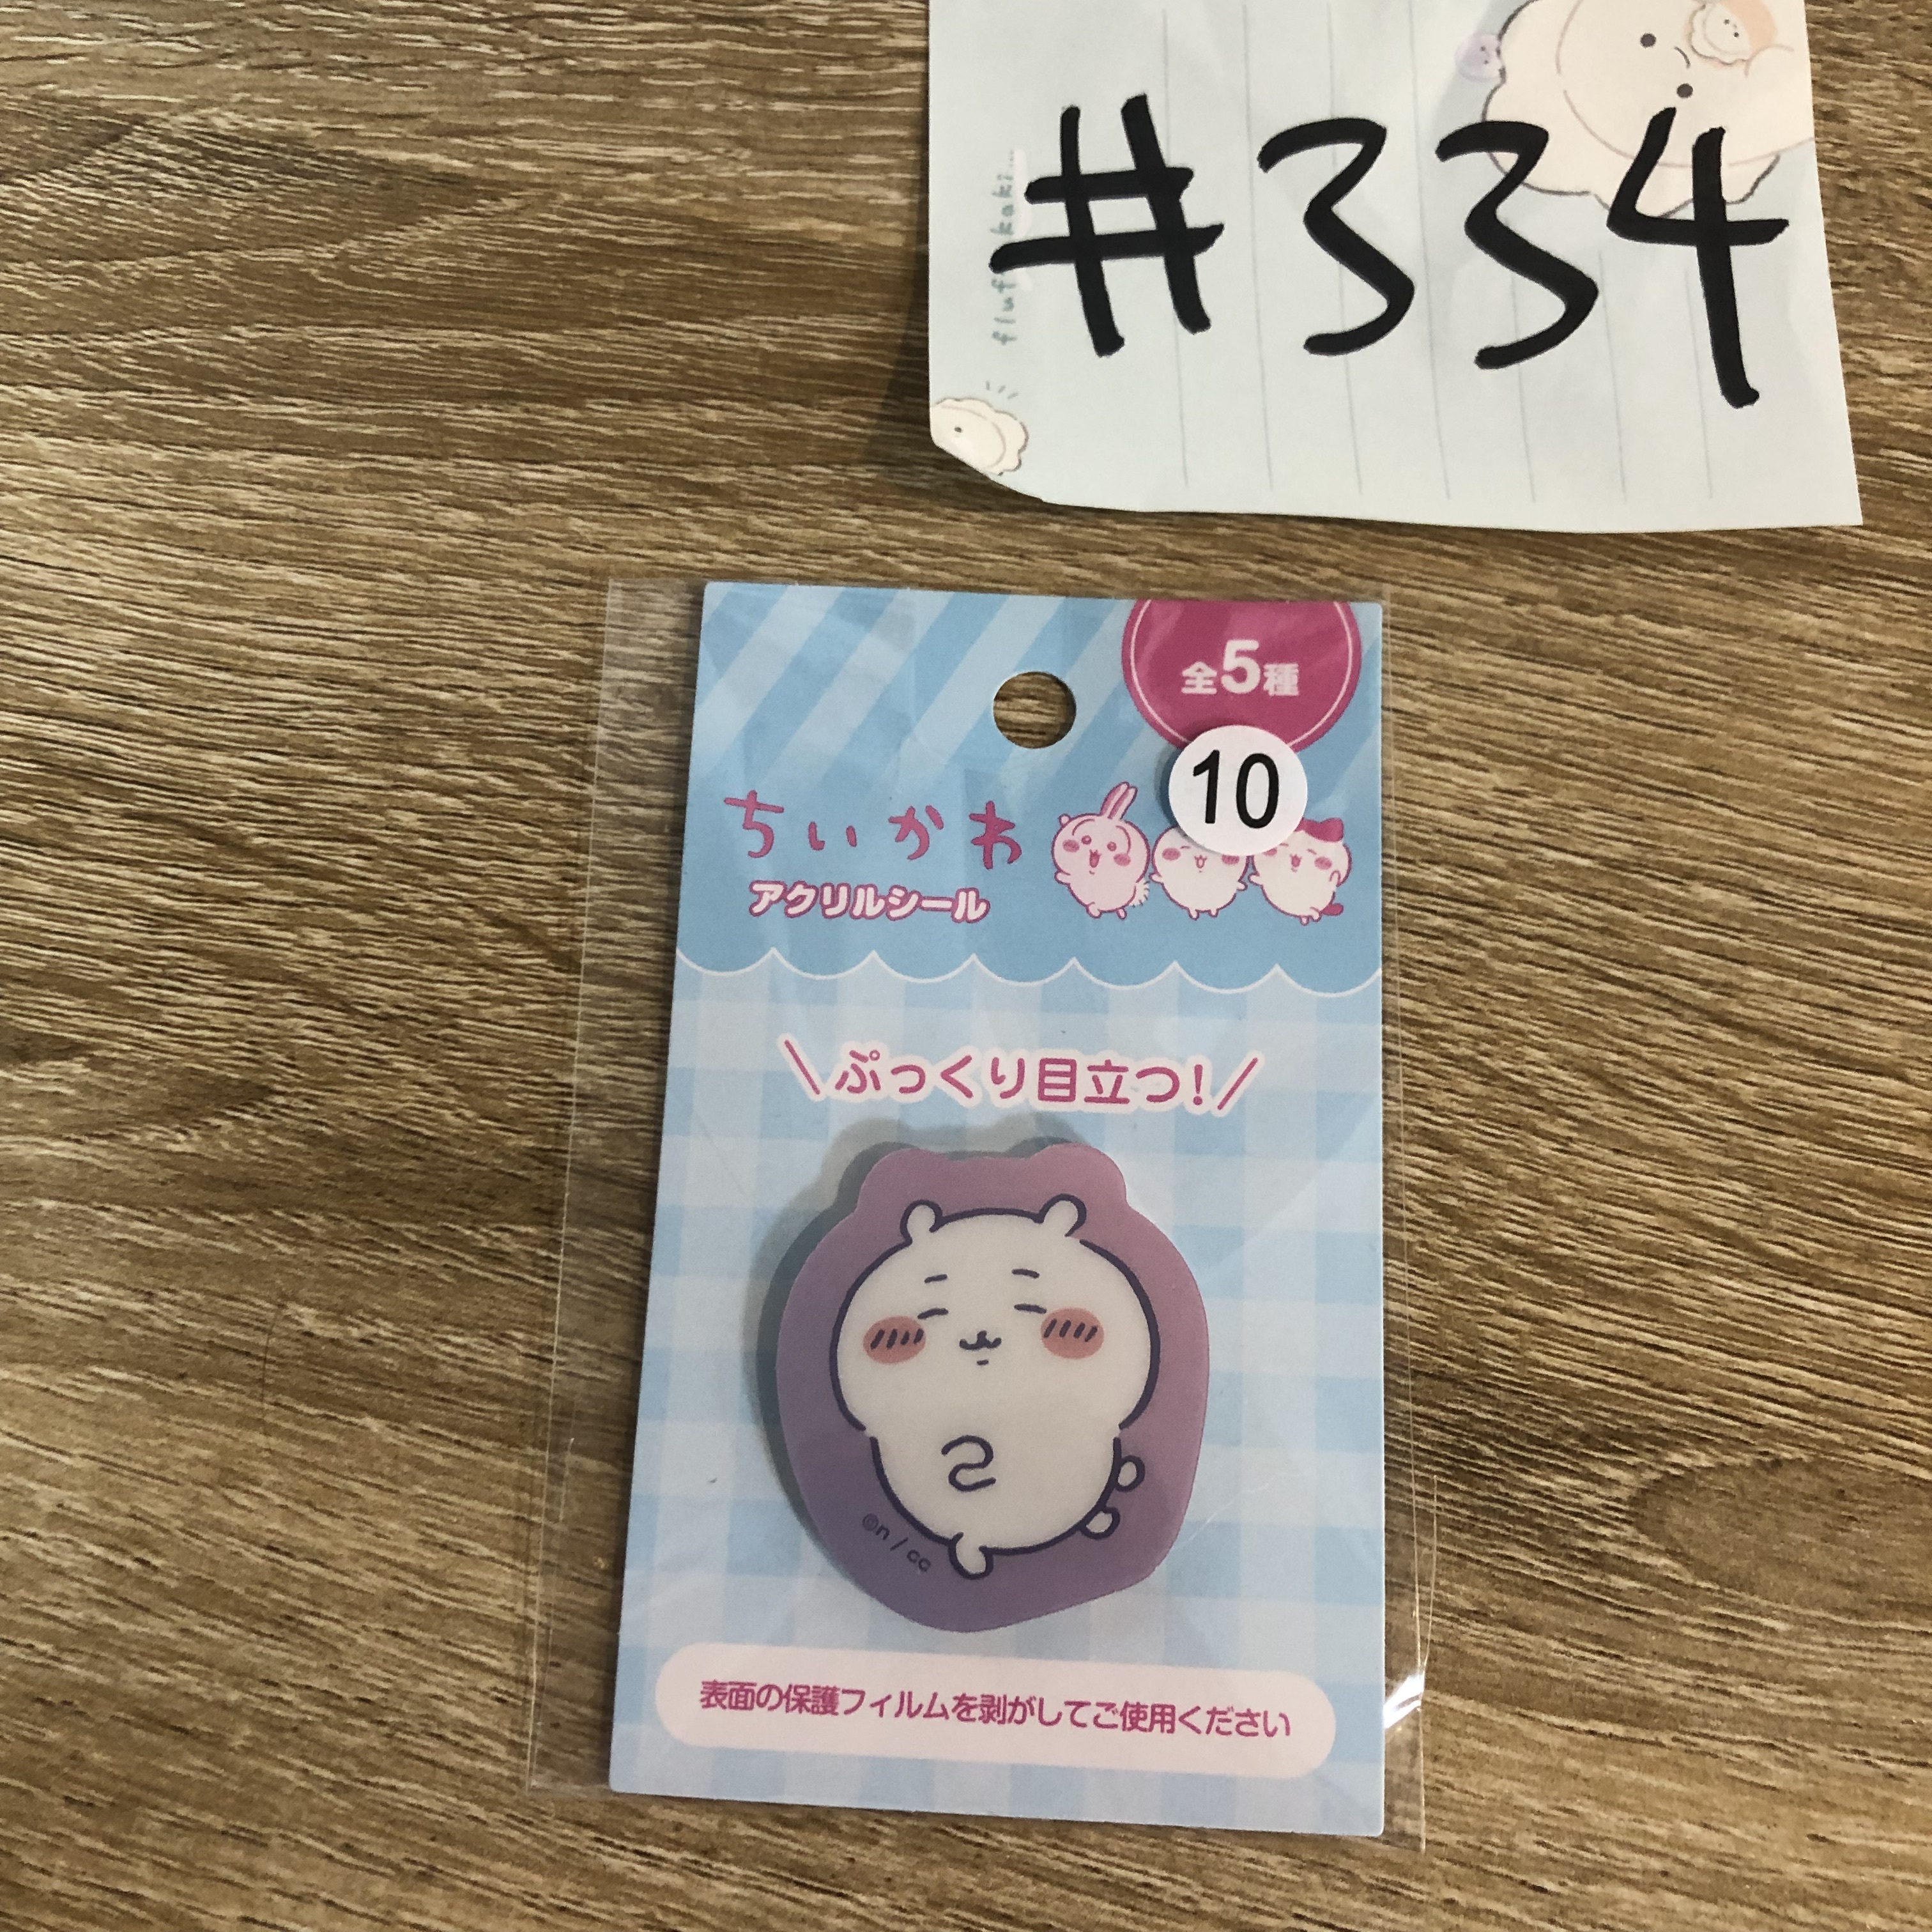 #334
全5種
10
ちいかわ
アクリルシール
\ぷっくり目立つ!/
©n / cc
表面の保護フィルムを剥がしてご使用ください